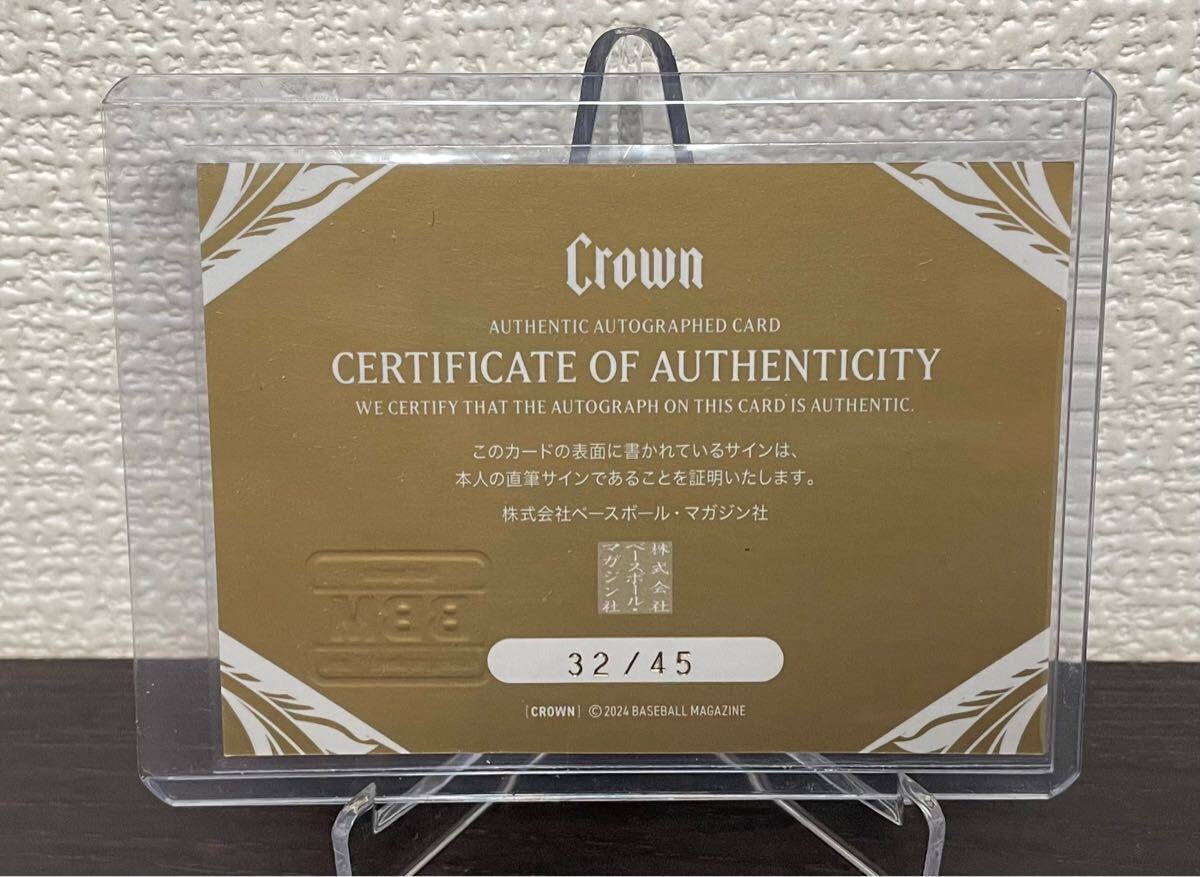 Crown
AUTHENTIC AUTOGRAPHED CARD
CERTIFICATE OF AUTHENTICITY
WE CERTIFY THAT THE AUTOGRAPH ON THIS CARD IS AUTHENTIC.
このカードの表面に書かれているサインは、
本人の直筆サインであることを証明いたします。
株式会社ベースボール・マガジン社
株式会社
ベースボール・
マガジン社
BBM
32/45
[CROWN] ©2024 BASEBALL MAGAZINE